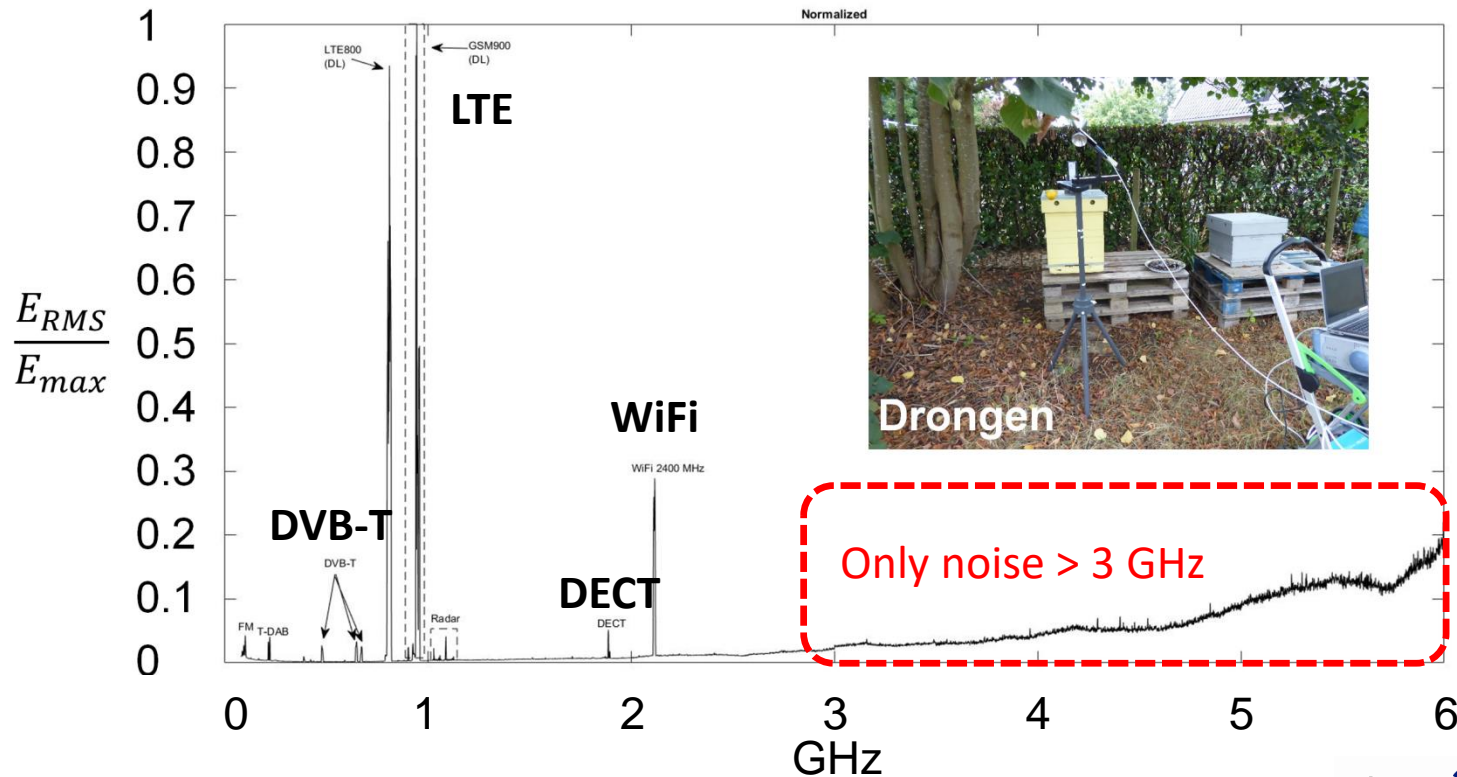 Normalized
1
0.9
0.8
0.7
0.6
0.5
0.4
0.3
0.2
0.1
0
E_RMS
E_max
LTE800
(DL)
GSM900
(DL)
LTE
Drongen
WiFi
WiFi 2400 MHz
DVB-T
DVB-T
Only noise > 3 GHz
DECT
DECT
FM
T-DAB
Radar
0 1 2 3 4 5 6
GHz